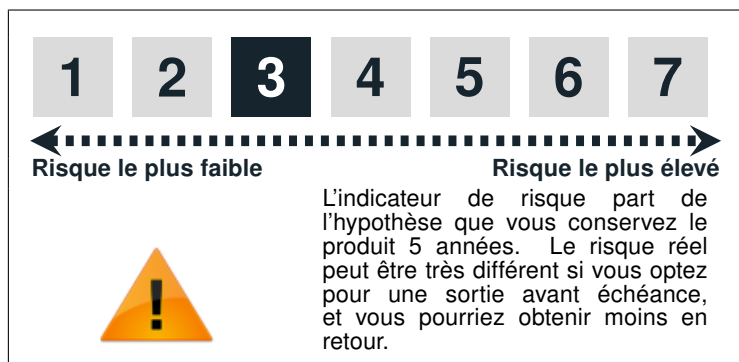 1 2 3 4 5 6 7
Risque le plus faible Risque le plus élevé
L'indicateur de risque part de
l'hypothèse que vous conservez le
produit 5 années. Le risque réel
peut être très différent si vous optez
pour une sortie avant échéance,
et vous pourriez obtenir moins en
retour.